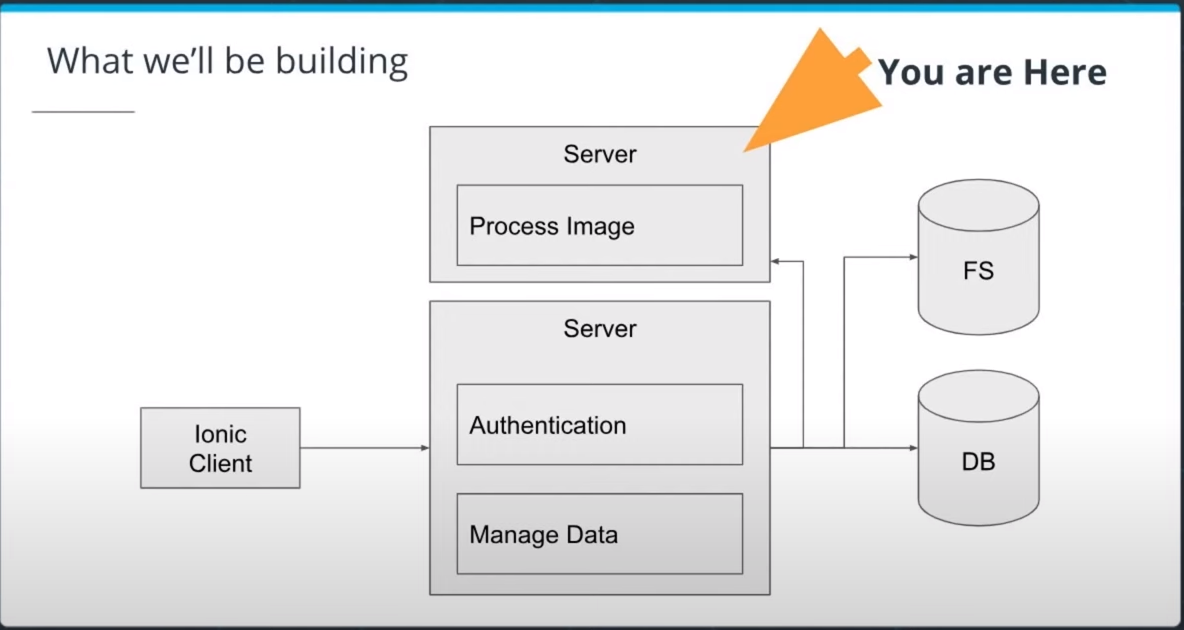 What we'll be building
You are Here
Server
Process Image
Server
Authentication
Manage Data
Ionic
Client
FS
DB